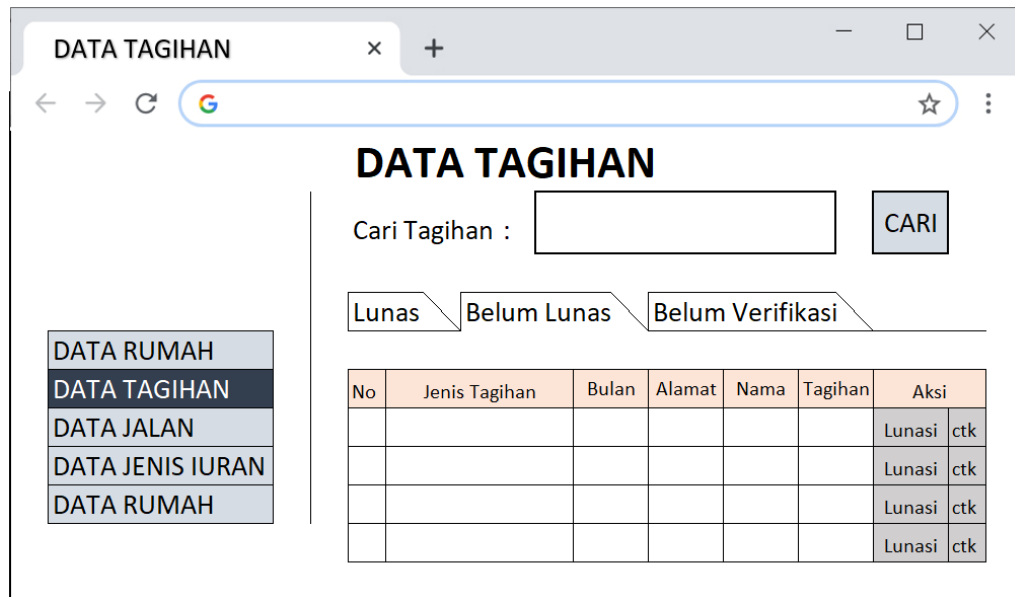 DATA TAGIHAN
DATA TAGIHAN
Cari Tagihan :
CARI
Lunas Belum Lunas Belum Verifikasi
DATA RUMAH
DATA TAGIHAN
DATA JALAN
DATA JENIS IURAN
DATA RUMAH
No Jenis Tagihan Bulan Alamat Nama Tagihan Aksi
Lunasi ctk
Lunasi ctk
Lunasi ctk
Lunasi ctk